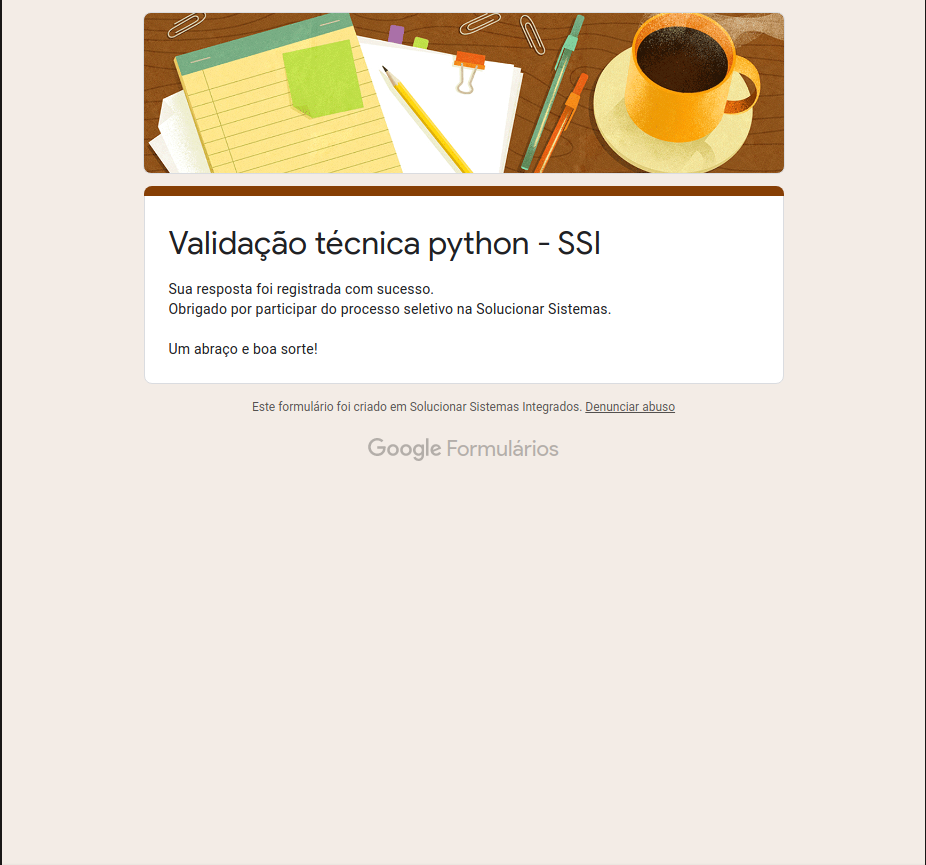 Validação técnica python - SSI
Sua resposta foi registrada com sucesso.
Obrigado por participar do processo seletivo na Solucionar Sistemas.
Um abraço e boa sorte!
Este formulário foi criado em Solucionar Sistemas Integrados. Denunciar abuso
Google Formulários